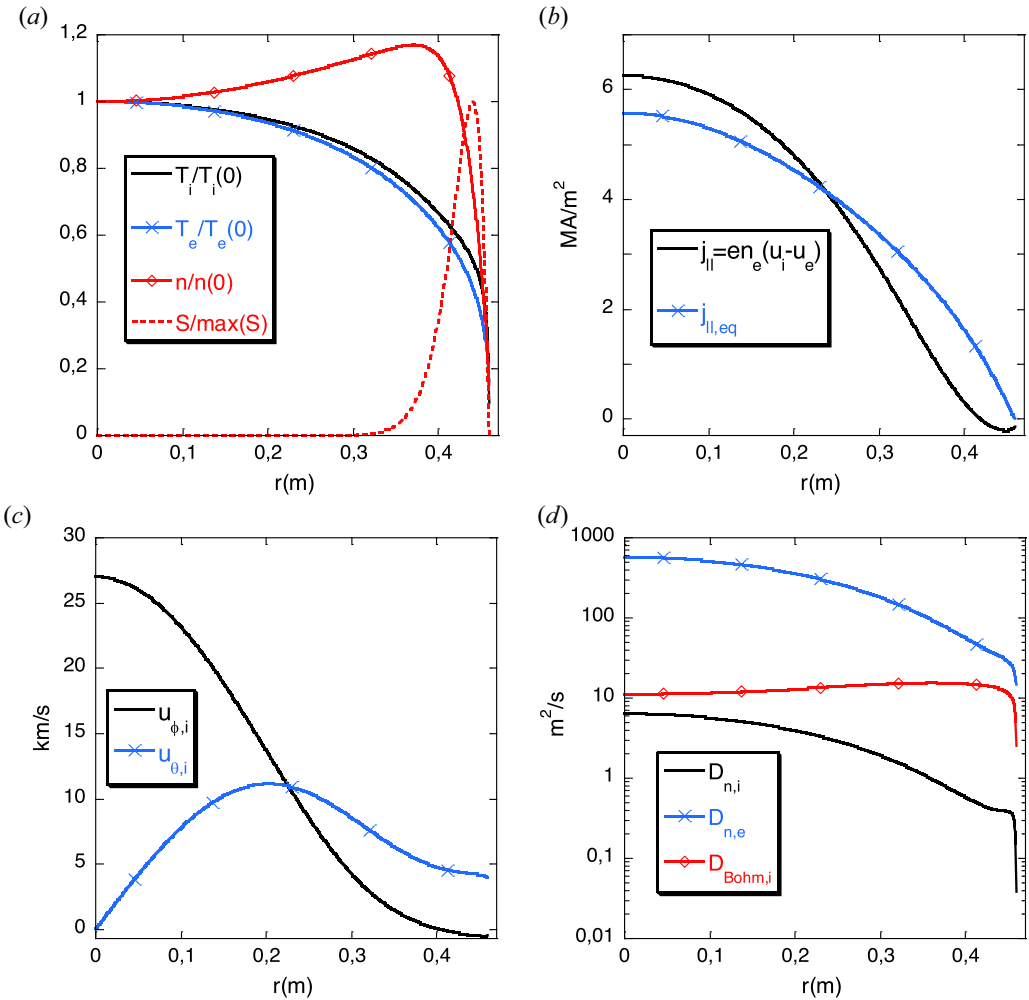 (a)
1,2
1
0,8
0,6
0,4
0,2
0
T_i/T_i(0)
T_e/T_e(0)
n/n(0)
S/max(S)
0 0,1 0,2 0,3 0,4
r(m)
(b)
6
4
2
0
MA/m²
j_ll=en_e(u_i-u_e)
j_ll,eq
0 0,1 0,2 0,3 0,4
r(m)
(c)
30
25
20
15
10
5
0
km/s
u_ϕ,i
u_θ,i
0 0,1 0,2 0,3 0,4
r(m)
(d)
1000
100
10
1
0,1
0,01
m²/s
D_n,i
D_n,e
D_Bohm,i
0 0,1 0,2 0,3 0,4
r(m)